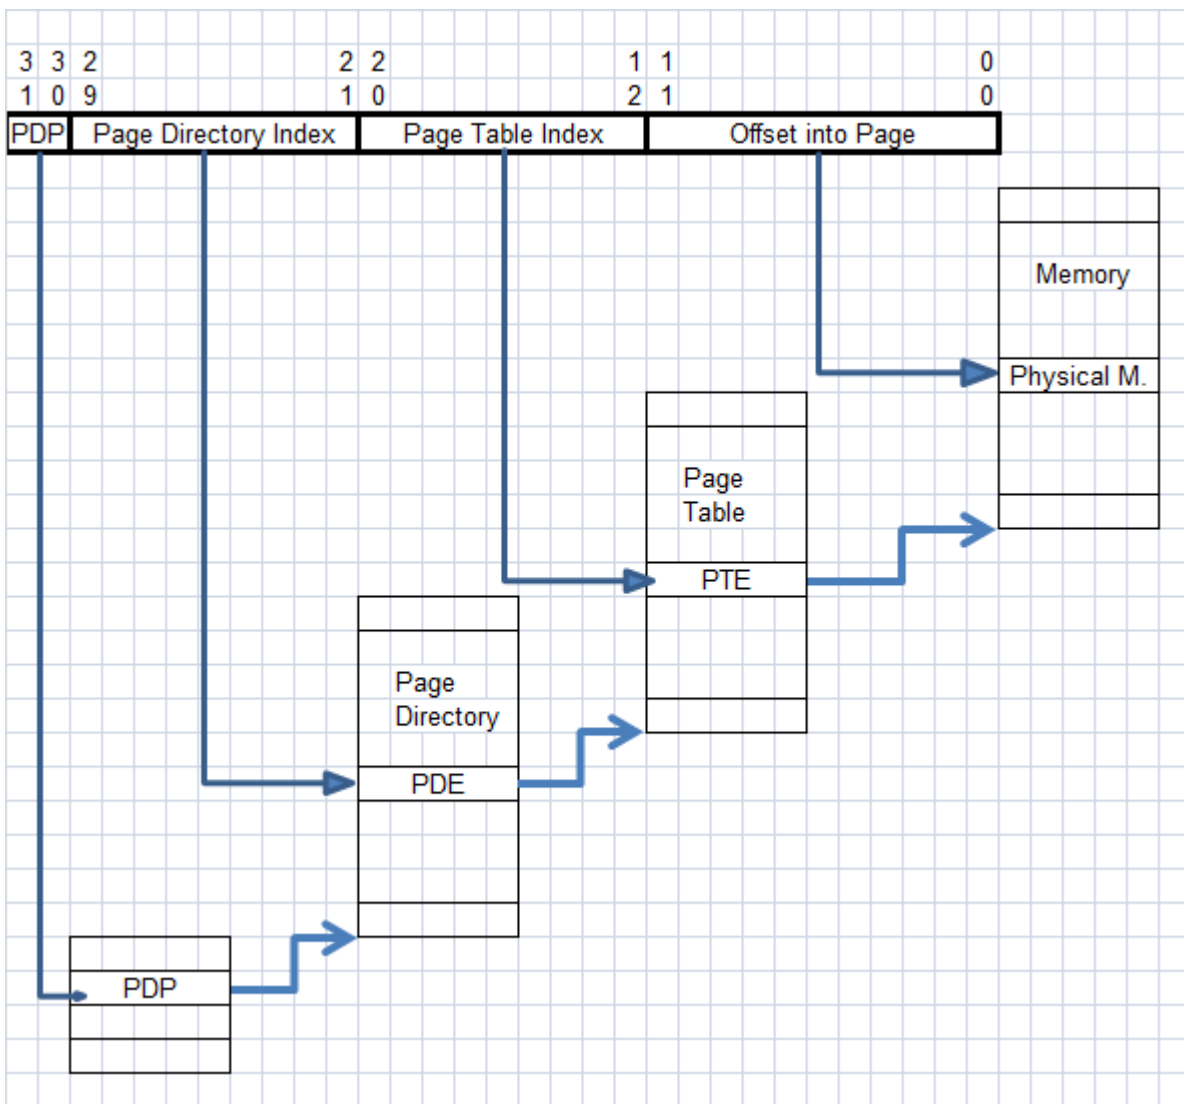 3 3 2 2 2 1 1 0
1 0 9 1 0 2 1 0
PDP Page Directory Index Page Table Index Offset into Page
Memory
Physical M.
Page
Table
PTE
Page
Directory
PDE
PDP